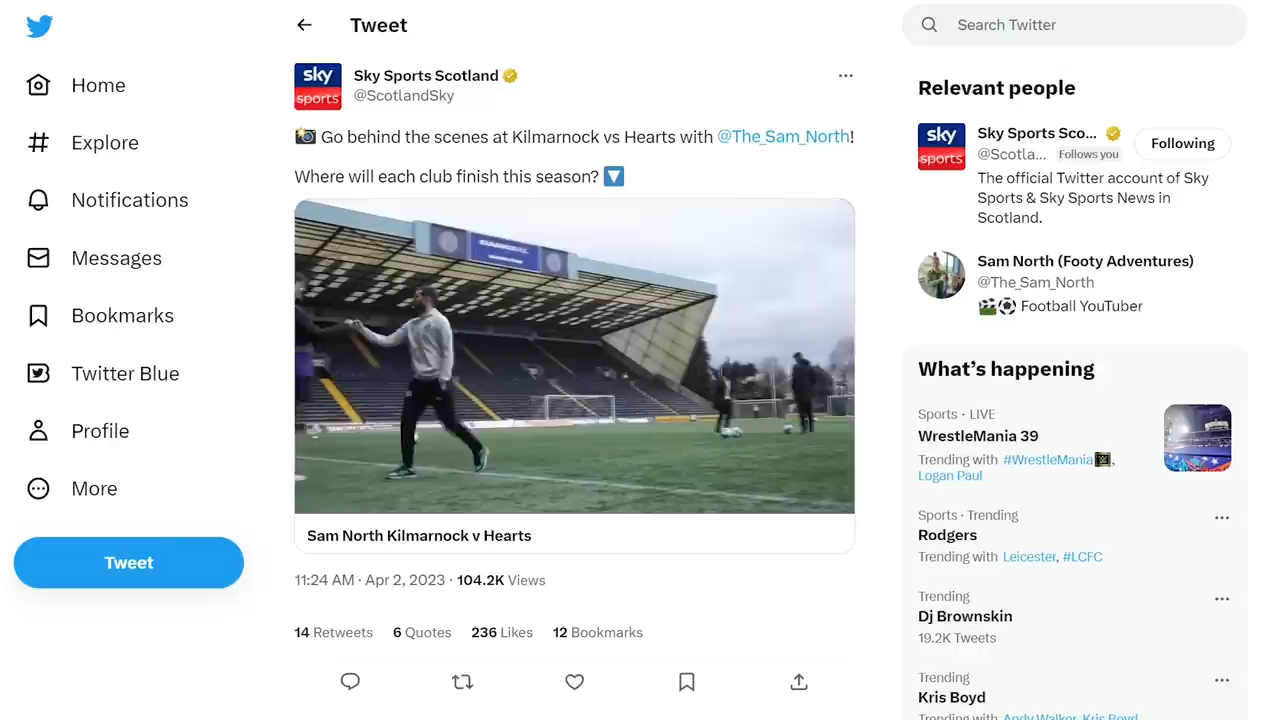 Home
Explore
Notifications
Messages
Bookmarks
Twitter Blue
Profile
More
Tweet
Tweet
sky
sports
Sky Sports Scotland
@ScotlandSky
Go behind the scenes at Kilmarnock vs Hearts with @The_Sam_North!
Where will each club finish this season?
Sam North Kilmarnock v Hearts
11:24 AM · Apr 2, 2023 · 104.2K Views
14 Retweets 6 Quotes 236 Likes 12 Bookmarks
Search Twitter
Relevant people
sky
sports
Sky Sports Sco...
@Scotla... Follows you
Following
The official Twitter account of Sky
Sports & Sky Sports News in
Scotland.
Sam North (Footy Adventures)
@The_Sam_North
Football YouTuber
What's happening
Sports · LIVE
WrestleMania 39
Trending with #WrestleMania,
Logan Paul
Sports · Trending
Rodgers
Trending with Leicester, #LCFC
Trending
Dj Brownskin
19.2K Tweets
Trending
Kris Boyd
Trending with Andy Walker, Kris Boyd